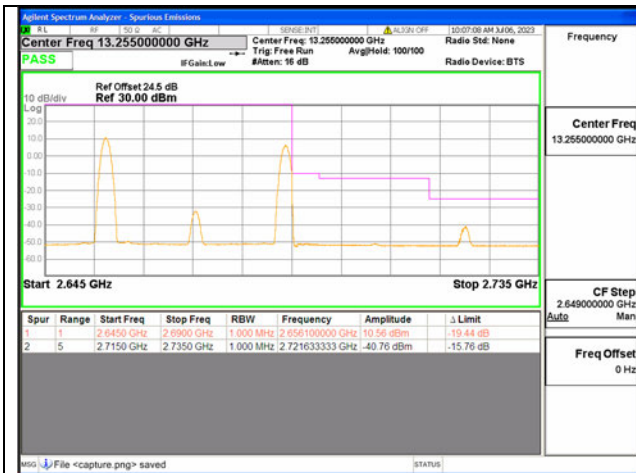 Agilent Spectrum Analyzer - Spurious Emissions
RL RF 50 Ω AC SENSE:INT ALIGN OFF 10:07:08 AM Jul 06, 2023
Center Freq 13.255000000 GHz Center Freq: 13.255000000 GHz Radio Std: None
Trig: Free Run Avg|Hold: 100/100
PASS IFGain:Low #Atten: 16 dB Radio Device: BTS
Ref Offset 24.5 dB
10 dB/div Ref 30.00 dBm
Log
20.0
10.0
0.00
-10.0
-20.0
-30.0
-40.0
-50.0
-60.0
Start 2.645 GHz Stop 2.735 GHz
Spur Range Start Freq Stop Freq RBW Frequency Amplitude Δ Limit
1 1 2.6450 GHz 2.6900 GHz 1.000 MHz 2.656100000 GHz 10.56 dBm -19.44 dB
2 5 2.7150 GHz 2.7350 GHz 1.000 MHz 2.721633333 GHz -40.76 dBm -15.76 dB
MSG File <capture.png> saved STATUS
Frequency
Center Freq
13.255000000 GHz
CF Step
2.649000000 GHz
Auto Man
Freq Offset
0 Hz